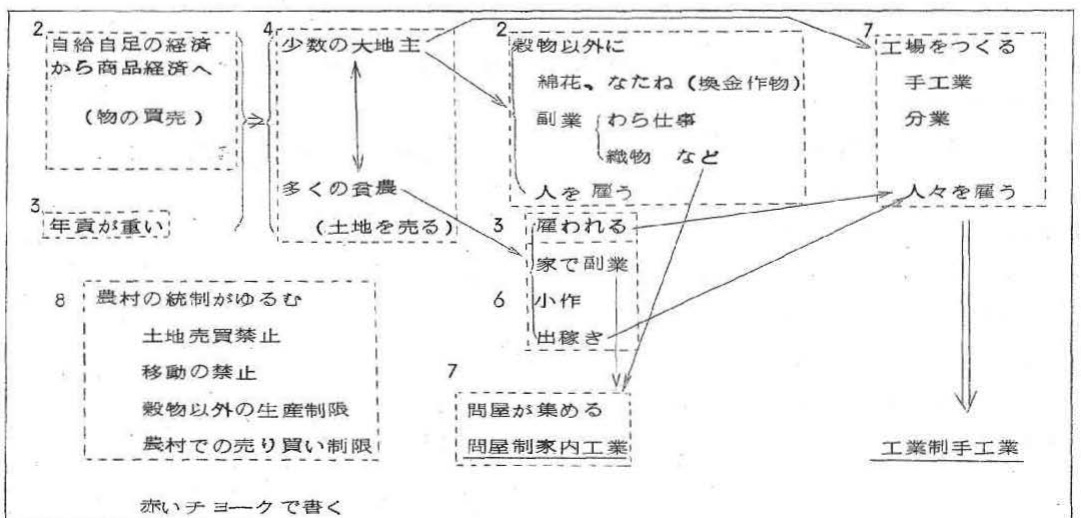 2
自給自足の経済
から商品経済へ
(物の買売)
3
年貢が重い
4
少数の大地主
多くの貧農
(土地を売る)
2
穀物以外に
綿花、なたね(換金作物)
副業 わら仕事
織物 など
人を雇う
3
雇われる
家で副業
6
小作
出稼き
7
工場をつくる
手工業
分業
人々を雇う
8
農村の統制がゆるむ
土地売買禁止
移動の禁止
穀物以外の生産制限
農村での売り買い制限
7
問屋が集める
問屋制家内工業
工業制手工業
赤いチョークで書く